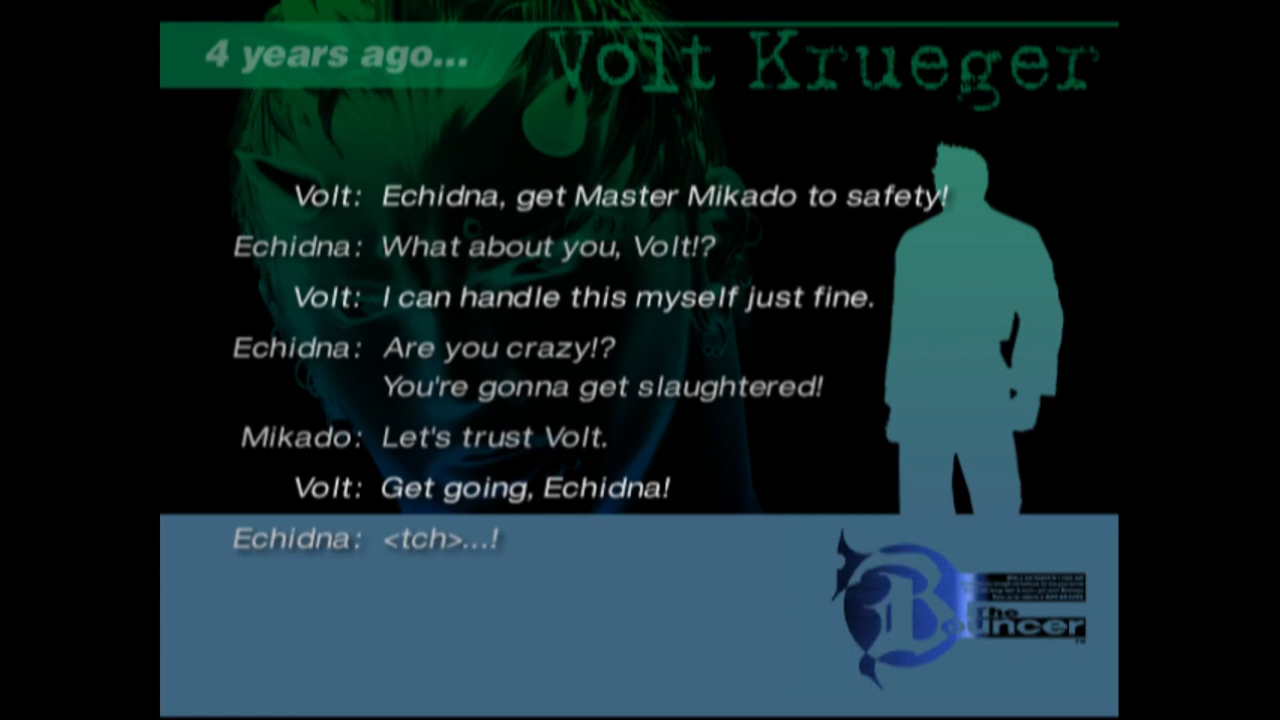 4 years ago...
Volt Krueger
Volt: Echidna, get Master Mikado to safety!
Echidna: What about you, Volt!?
Volt: I can handle this myself just fine.
Echidna: Are you crazy!?
You're gonna get slaughtered!
Mikado: Let's trust Volt.
Volt: Get going, Echidna!
Echidna: <tch>...!
The
Bouncer
TM